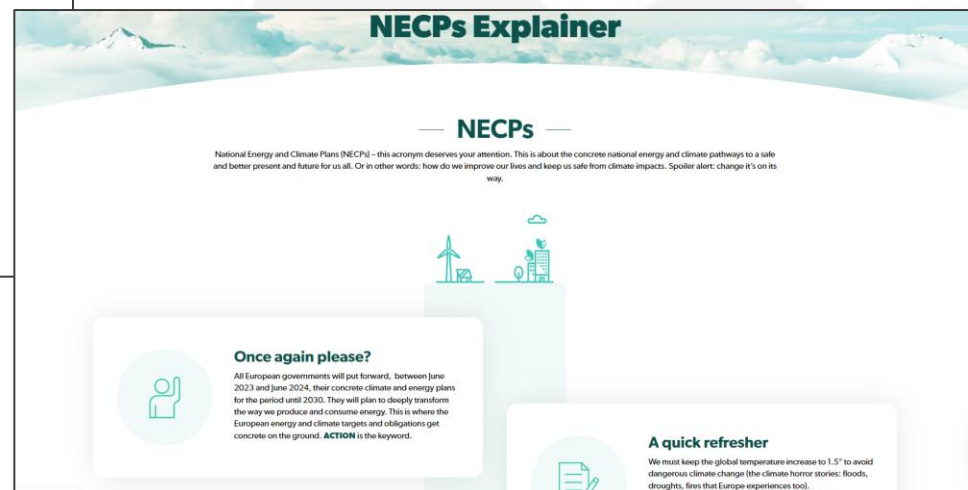 NECPs Explainer
NECPs
National Energy and Climate Plans (NECPs) – this acronym deserves your attention. This is about the concrete national energy and climate pathways to a safe
and better present and future for us all. Or in other words: how do we improve our lives and keep us safe from climate impacts. Spoiler alert: change it's on its
way.
Once again please?
All European governments will put forward, between June
2023 and June 2024, their concrete climate and energy plans
for the period until 2030. They will plan to deeply transform
the way we produce and consume energy. This is where the
European energy and climate targets and obligations get
concrete on the ground. ACTION is the keyword.
A quick refresher
We must keep the global temperature increase to 1.5° to avoid
dangerous climate change (the climate horror stories: floods,
droughts, fires that Europe experiences too).